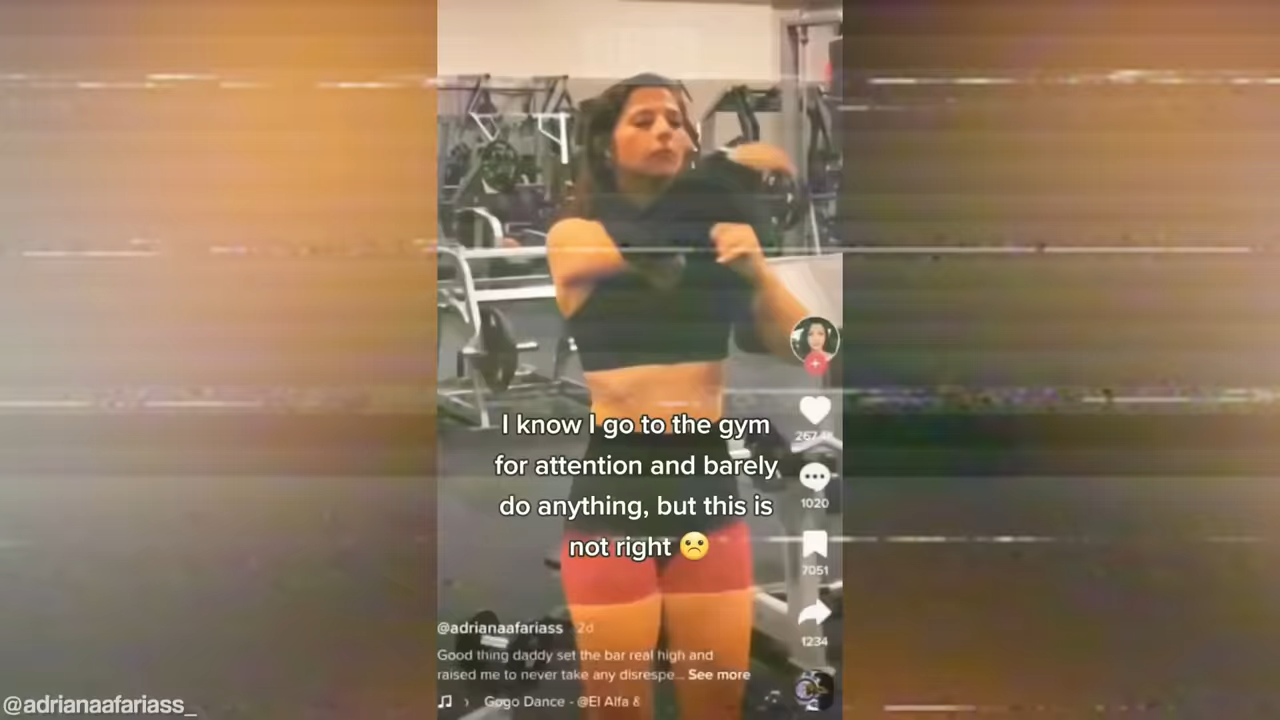 I know I go to the gym
for attention and barely
do anything, but this is
not right ☹️
1020
7051
1234
@adrianaafariass 2d
Good thing daddy set the bar real high and
raised me to never take any disrespe... See more
Gogo Dance - @El Alfa &
@adrianaafariass_